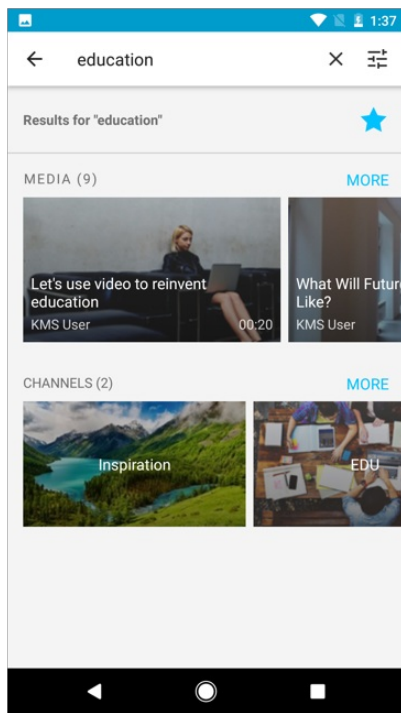 1:37
education
Results for "education"
MEDIA (9)
MORE
Let's use video to reinvent
education
KMS User
00:20
What Will Futur
Like?
KMS User
CHANNELS (2)
MORE
Inspiration
EDU